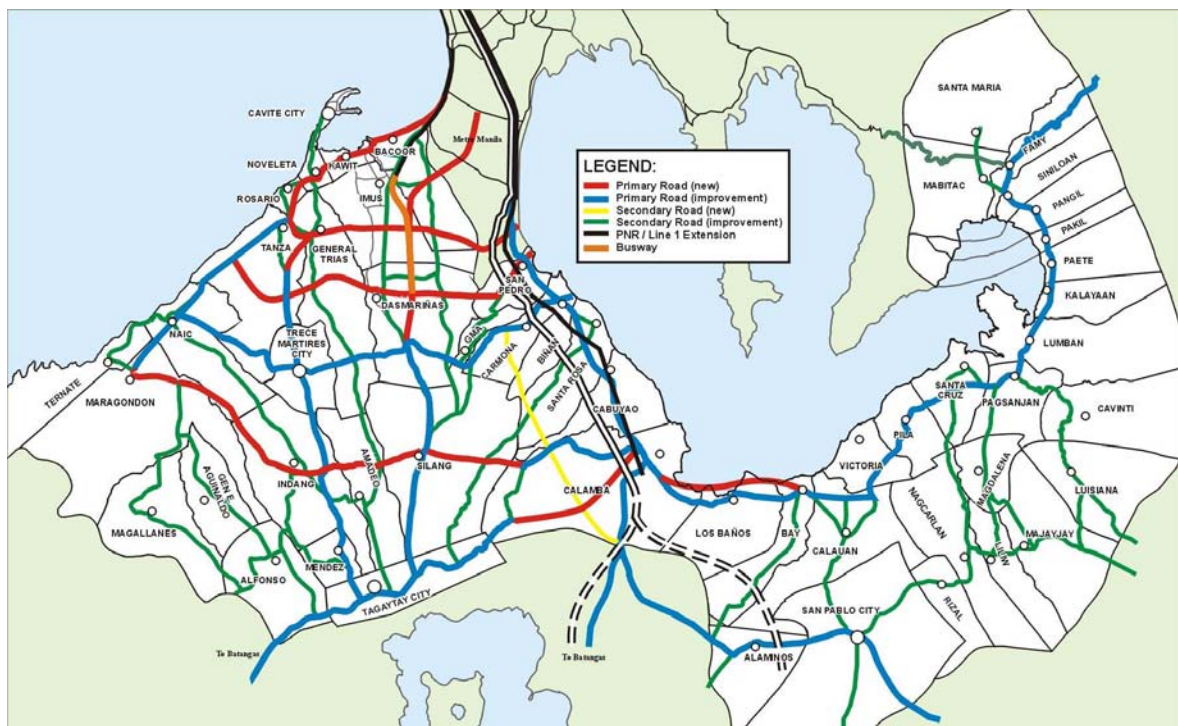 SANTA MARIA
CAVITE CITY
BACOOR
Metro Manila
NOVELETA
KAWIT
FAMY
LEGEND:
Primary Road (new)
Primary Road (improvement)
Secondary Road (new)
Secondary Road (improvement)
PNR / Line 1 Extension
Busway
MABITAC
SINILOAN
ROSARIO
IMUS
PANGIL
TANZA
GENERAL
TRIAS
PAKIL
SAN
PEDRO
PAETE
DASMARIÑAS
KALAYAAN
NAIC
TRECE
MARTIRES
CITY
GMA
CARMONA
BIÑAN
SANTA ROSA
LUMBAN
TERNATE
MARAGONDON
CABUYAO
SANTA
CRUZ
PAGSANJAN
CAVINTI
PILA
GEN E.
AGUINALDO
INDANG
AMADEO
SILANG
CALAMBA
VICTORIA
MAGDALENA
LUISIANA
MAGALLANES
LOS BAÑOS
BAY
CALAUAN
NAGCARLAN
LILIW
MAJAYJAY
ALFONSO
MENDEZ
TAGAYTAY CITY
SAN PABLO CITY
RIZAL
To Batangas
To Batangas
ALAMINOS